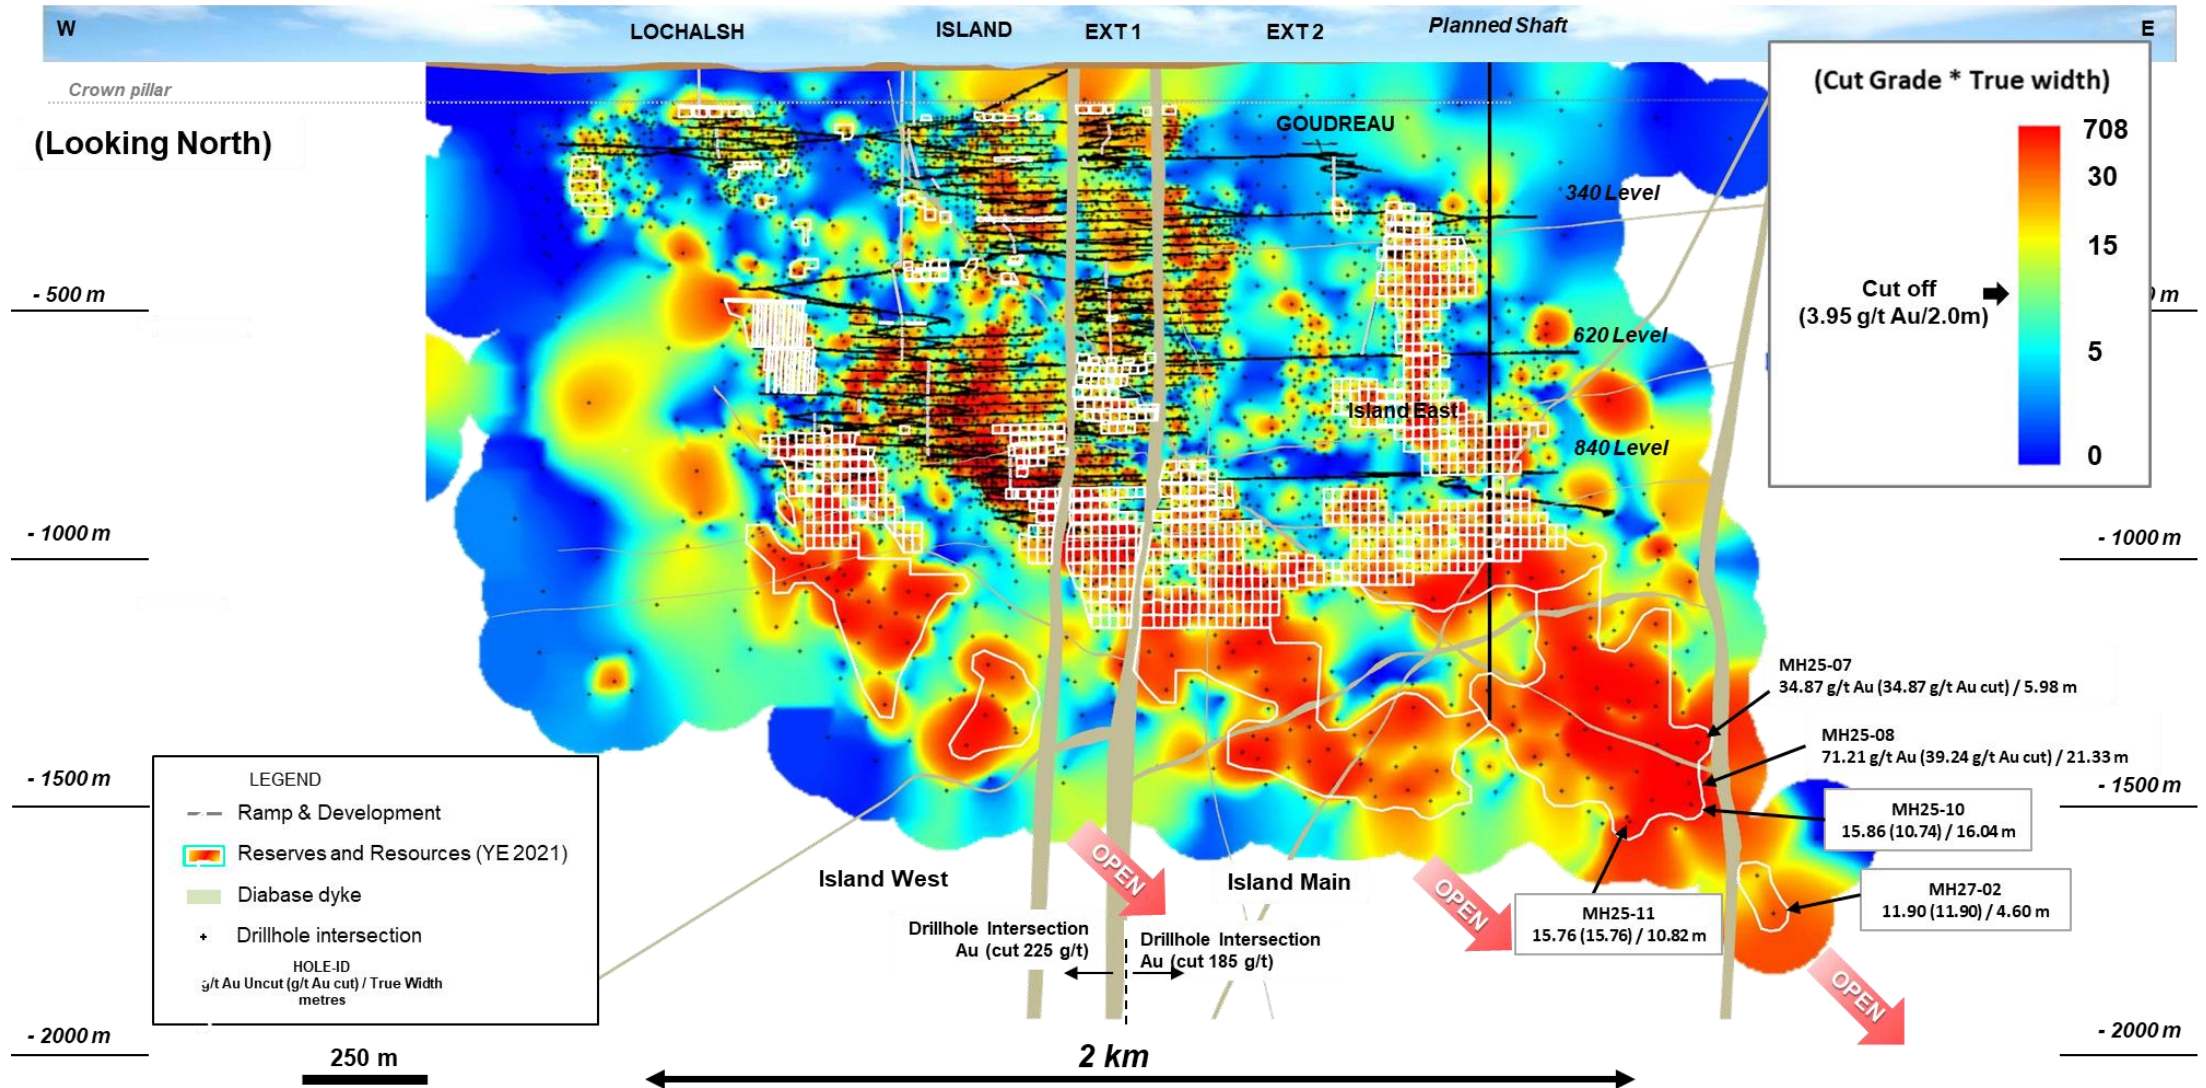 W
LOCHALSH
ISLAND
EXT 1
EXT 2
Planned Shaft
E
Crown pillar
(Looking North)
GOUDREAU
340 Level
620 Level
Island East
840 Level
(Cut Grade * True width)
708
30
15
Cut off
(3.95 g/t Au/2.0m)
5
0
- 500 m
m
- 1000 m
- 1000 m
- 1500 m
- 1500 m
- 2000 m
- 2000 m
MH25-07
34.87 g/t Au (34.87 g/t Au cut) / 5.98 m
MH25-08
71.21 g/t Au (39.24 g/t Au cut) / 21.33 m
MH25-10
15.86 (10.74) / 16.04 m
MH27-02
11.90 (11.90) / 4.60 m
MH25-11
15.76 (15.76) / 10.82 m
LEGEND
Ramp & Development
Reserves and Resources (YE 2021)
Diabase dyke
Drillhole intersection
HOLE-ID
g/t Au Uncut (g/t Au cut) / True Width
metres
Island West
Island Main
OPEN
OPEN
OPEN
Drillhole Intersection
Au (cut 225 g/t)
Drillhole Intersection
Au (cut 185 g/t)
250 m
2 km